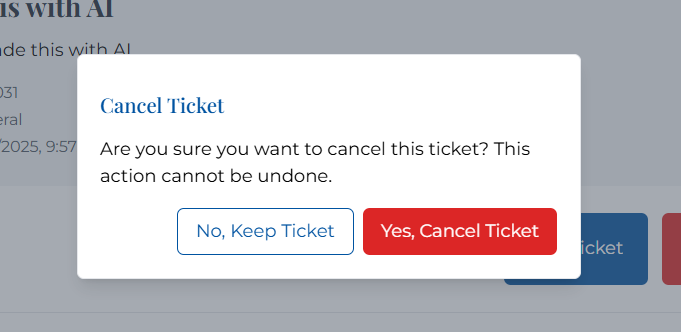 is with AI
de this with AI
031
eral
/2025, 9:57
Cancel Ticket
Are you sure you want to cancel this ticket? This
action cannot be undone.
No, Keep Ticket
Yes, Cancel Ticket
icket